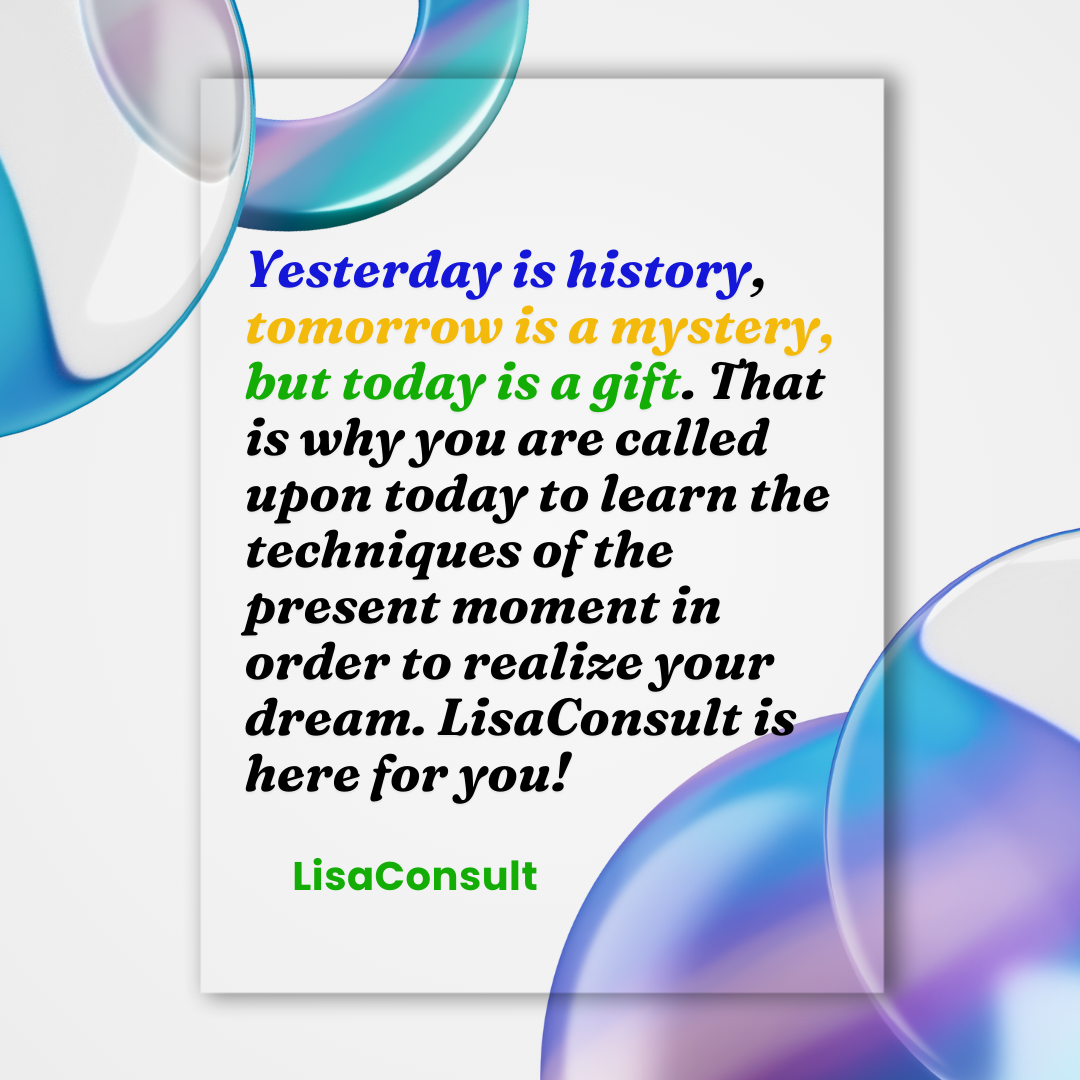 Yesterday is history,
tomorrow is a mystery,
but today is a gift. That
is why you are called
upon today to learn the
techniques of the
present moment in
order to realize your
dream. LisaConsult is
here for you!
LisaConsult